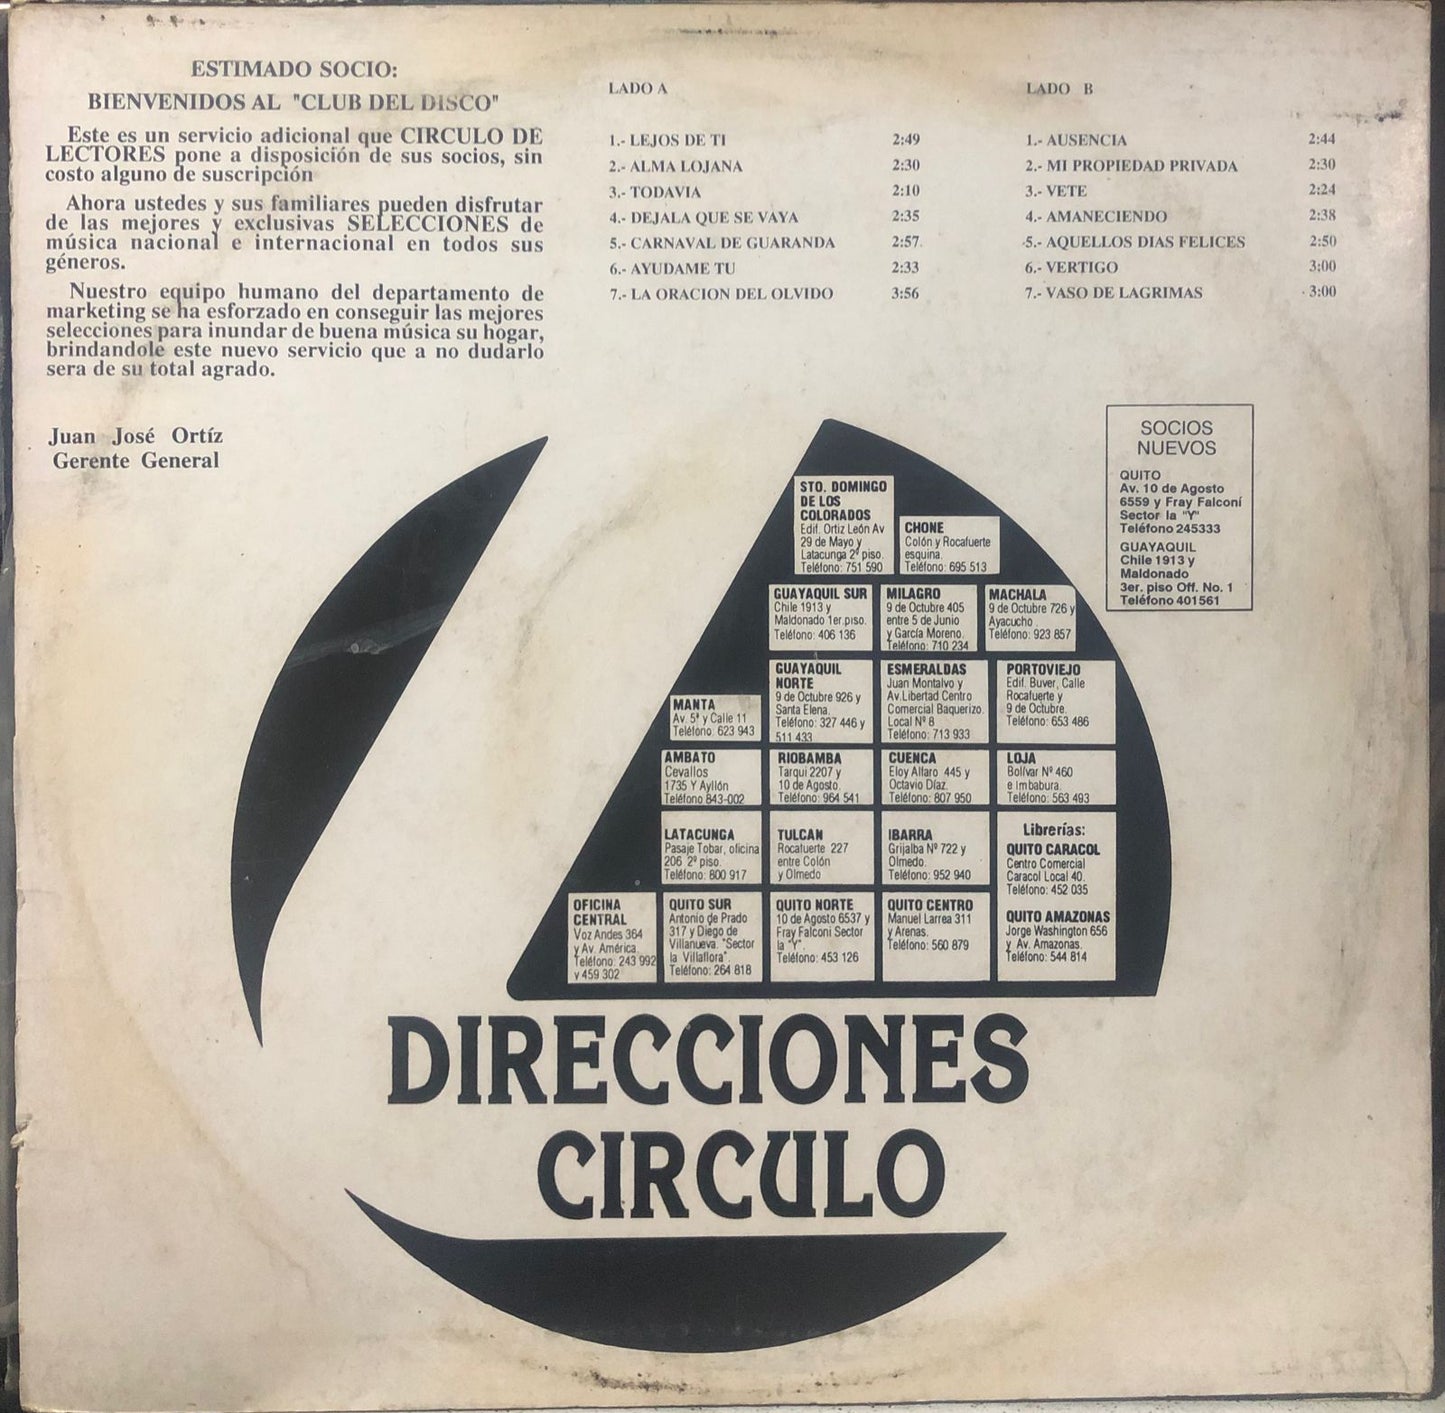 ESTIMADO SOCIO:
BIENVENIDOS AL "CLUB DEL DISCO"
Este es un servicio adicional que CIRCULO DE
LECTORES pone a disposición de sus socios, sin
costo alguno de suscripción
Ahora ustedes y sus familiares pueden disfrutar
de las mejores y exclusivas SELECCIONES de
música nacional e internacional en todos sus
géneros.
Nuestro equipo humano del departamento de
marketing se ha esforzado en conseguir las mejores
selecciones para inundar de buena música su hogar,
brindandole este nuevo servicio que a no dudarlo
sera de su total agrado.
Juan José Ortíz
Gerente General
LADO A
1.- LEJOS DE TI 2:49
2.- ALMA LOJANA 2:30
3.- TODAVIA 2:10
4.- DEJALA QUE SE VAYA 2:35
5.- CARNAVAL DE GUARANDA 2:57
6.- AYUDAME TU 2:33
7.- LA ORACION DEL OLVIDO 3:56
LADO B
1.- AUSENCIA 2:44
2.- MI PROPIEDAD PRIVADA 2:30
3.- VETE 2:24
4.- AMANECIENDO 2:38
5.- AQUELLOS DIAS FELICES 2:50
6.- VERTIGO 3:00
7.- VASO DE LAGRIMAS 3:00
SOCIOS
NUEVOS
QUITO
Av. 10 de Agosto
6559 y Fray Falconí
Sector la "Y"
Teléfono 245333
GUAYAQUIL
Chile 1913 y
Maldonado
3er. piso Off. No. 1
Teléfono 401561
STO. DOMINGO
DE LOS
COLORADOS
Edif. Ortiz León Av
29 de Mayo y
Latacunga 2º piso.
Teléfono: 751 590
CHONE
Colón y Rocafuerte
esquina.
Teléfono: 695 513
GUAYAQUIL SUR
Chile 1913 y
Maldonado 1er.piso.
Teléfono: 406 136
MILAGRO
9 de Octubre 405
entre 5 de Junio
y García Moreno.
Teléfono: 710 234
MACHALA
9 de Octubre 726 y
Ayacucho
Teléfono: 923 857
MANTA
Av. 5ª y Calle 11
Teléfono. 623 943
GUAYAQUIL
NORTE
9 de Octubre 926 y
Santa Elena.
Teléfono: 327 446 y
511 433
ESMERALDAS
Juan Montalvo y
Av.Libertad Centro
Comercial Baquerizo.
Local Nº 8
Teléfono: 713 933
PORTOVIEJO
Edif. Buver, Calle
Rocafuerte y
9 de Octubre.
Teléfono: 653 486
AMBATO
Cevallos
1735 Y Ayllón
Teléfono 843-002
RIOBAMBA
Tarqui 2207 y
10 de Agosto.
Teléfono: 964 541
CUENCA
Eloy Alfaro 445 y
Octavio Díaz.
Teléfono: 807 950
LOJA
Bolívar Nº 460
e Imbabura.
Teléfono: 563 493
LATACUNGA
Pasaje Tobar, oficina
206 2º piso.
Teléfono: 800 917
TULCAN
Rocafuerte 227
entre Colón
y Olmedo
IBARRA
Grijalba Nº 722 y
Olmedo.
Teléfono: 952 940
Librerías:
QUITO CARACOL
Centro Comercial
Caracol Local 40.
Teléfono: 452 035
QUITO AMAZONAS
Jorge Washington 656
y Av. Amazonas.
Teléfono: 544 814
OFICINA
CENTRAL
Voz Andes 364
y Av. América.
Teléfono: 243 992
y 459 302
QUITO SUR
Antonio de Prado
317 y Diego de
Villanueva. "Sector
la Villaflora".
Teléfono: 264 818
QUITO NORTE
10 de Agosto 6537 y
Fray Falconi Sector
la "Y".
Teléfono: 453 126
QUITO CENTRO
Manuel Larrea 311
y Arenas.
Teléfono: 560 879
DIRECCIONES
CIRCULO